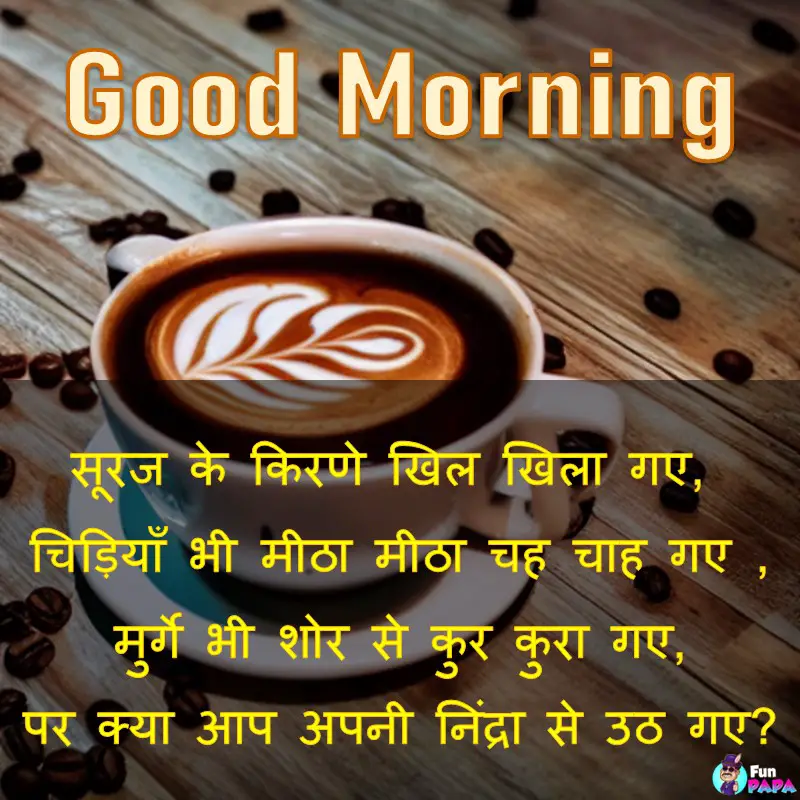 Good Morning
सूरज के किरणे खिल खिला गए,
चिड़ियाँ भी मीठा मीठा चह चाह गए ,
मुर्गे भी शोर से कुर कुरा गए,
पर क्या आप अपनी निंद्रा से उठ गए?
Fun
PAPA